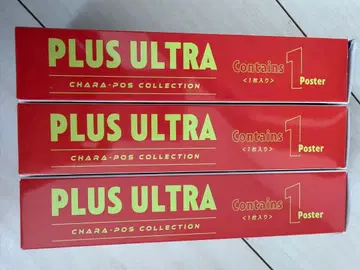 PLUS ULTRA
CHARA-POS COLLECTION
Contains 1 Poster
<1枚入り>
PLUS ULTRA
CHARA-POS COLLECTION
Contains 1 Poster
<1枚入り>
PLUS ULTRA
CHARA-POS COLLECTION
Contains 1 Poster
<1枚入り>